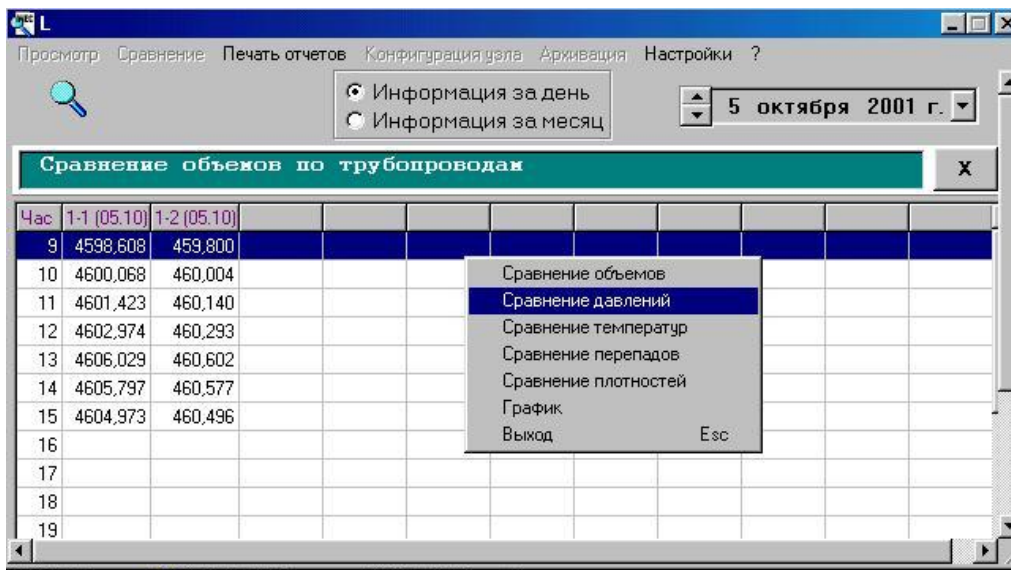 L
Просмотр Сравнение Печать отчетов Конфигурация узла Архивация Настройки ?
Информация за день
Информация за месяц
5 октября 2001 г.
Сравнение объемов по трубопроводам
X
Час 1-1 (05.10) 1-2 (05.10)
9 4598,608 459,800
10 4600,068 460,004
11 4601,423 460,140
12 4602,974 460,293
13 4606,029 460,602
14 4605,797 460,577
15 4604,973 460,496
16
17
18
19
Сравнение объемов
Сравнение давлений
Сравнение температур
Сравнение перепадов
Сравнение плотностей
График
Выход Esc